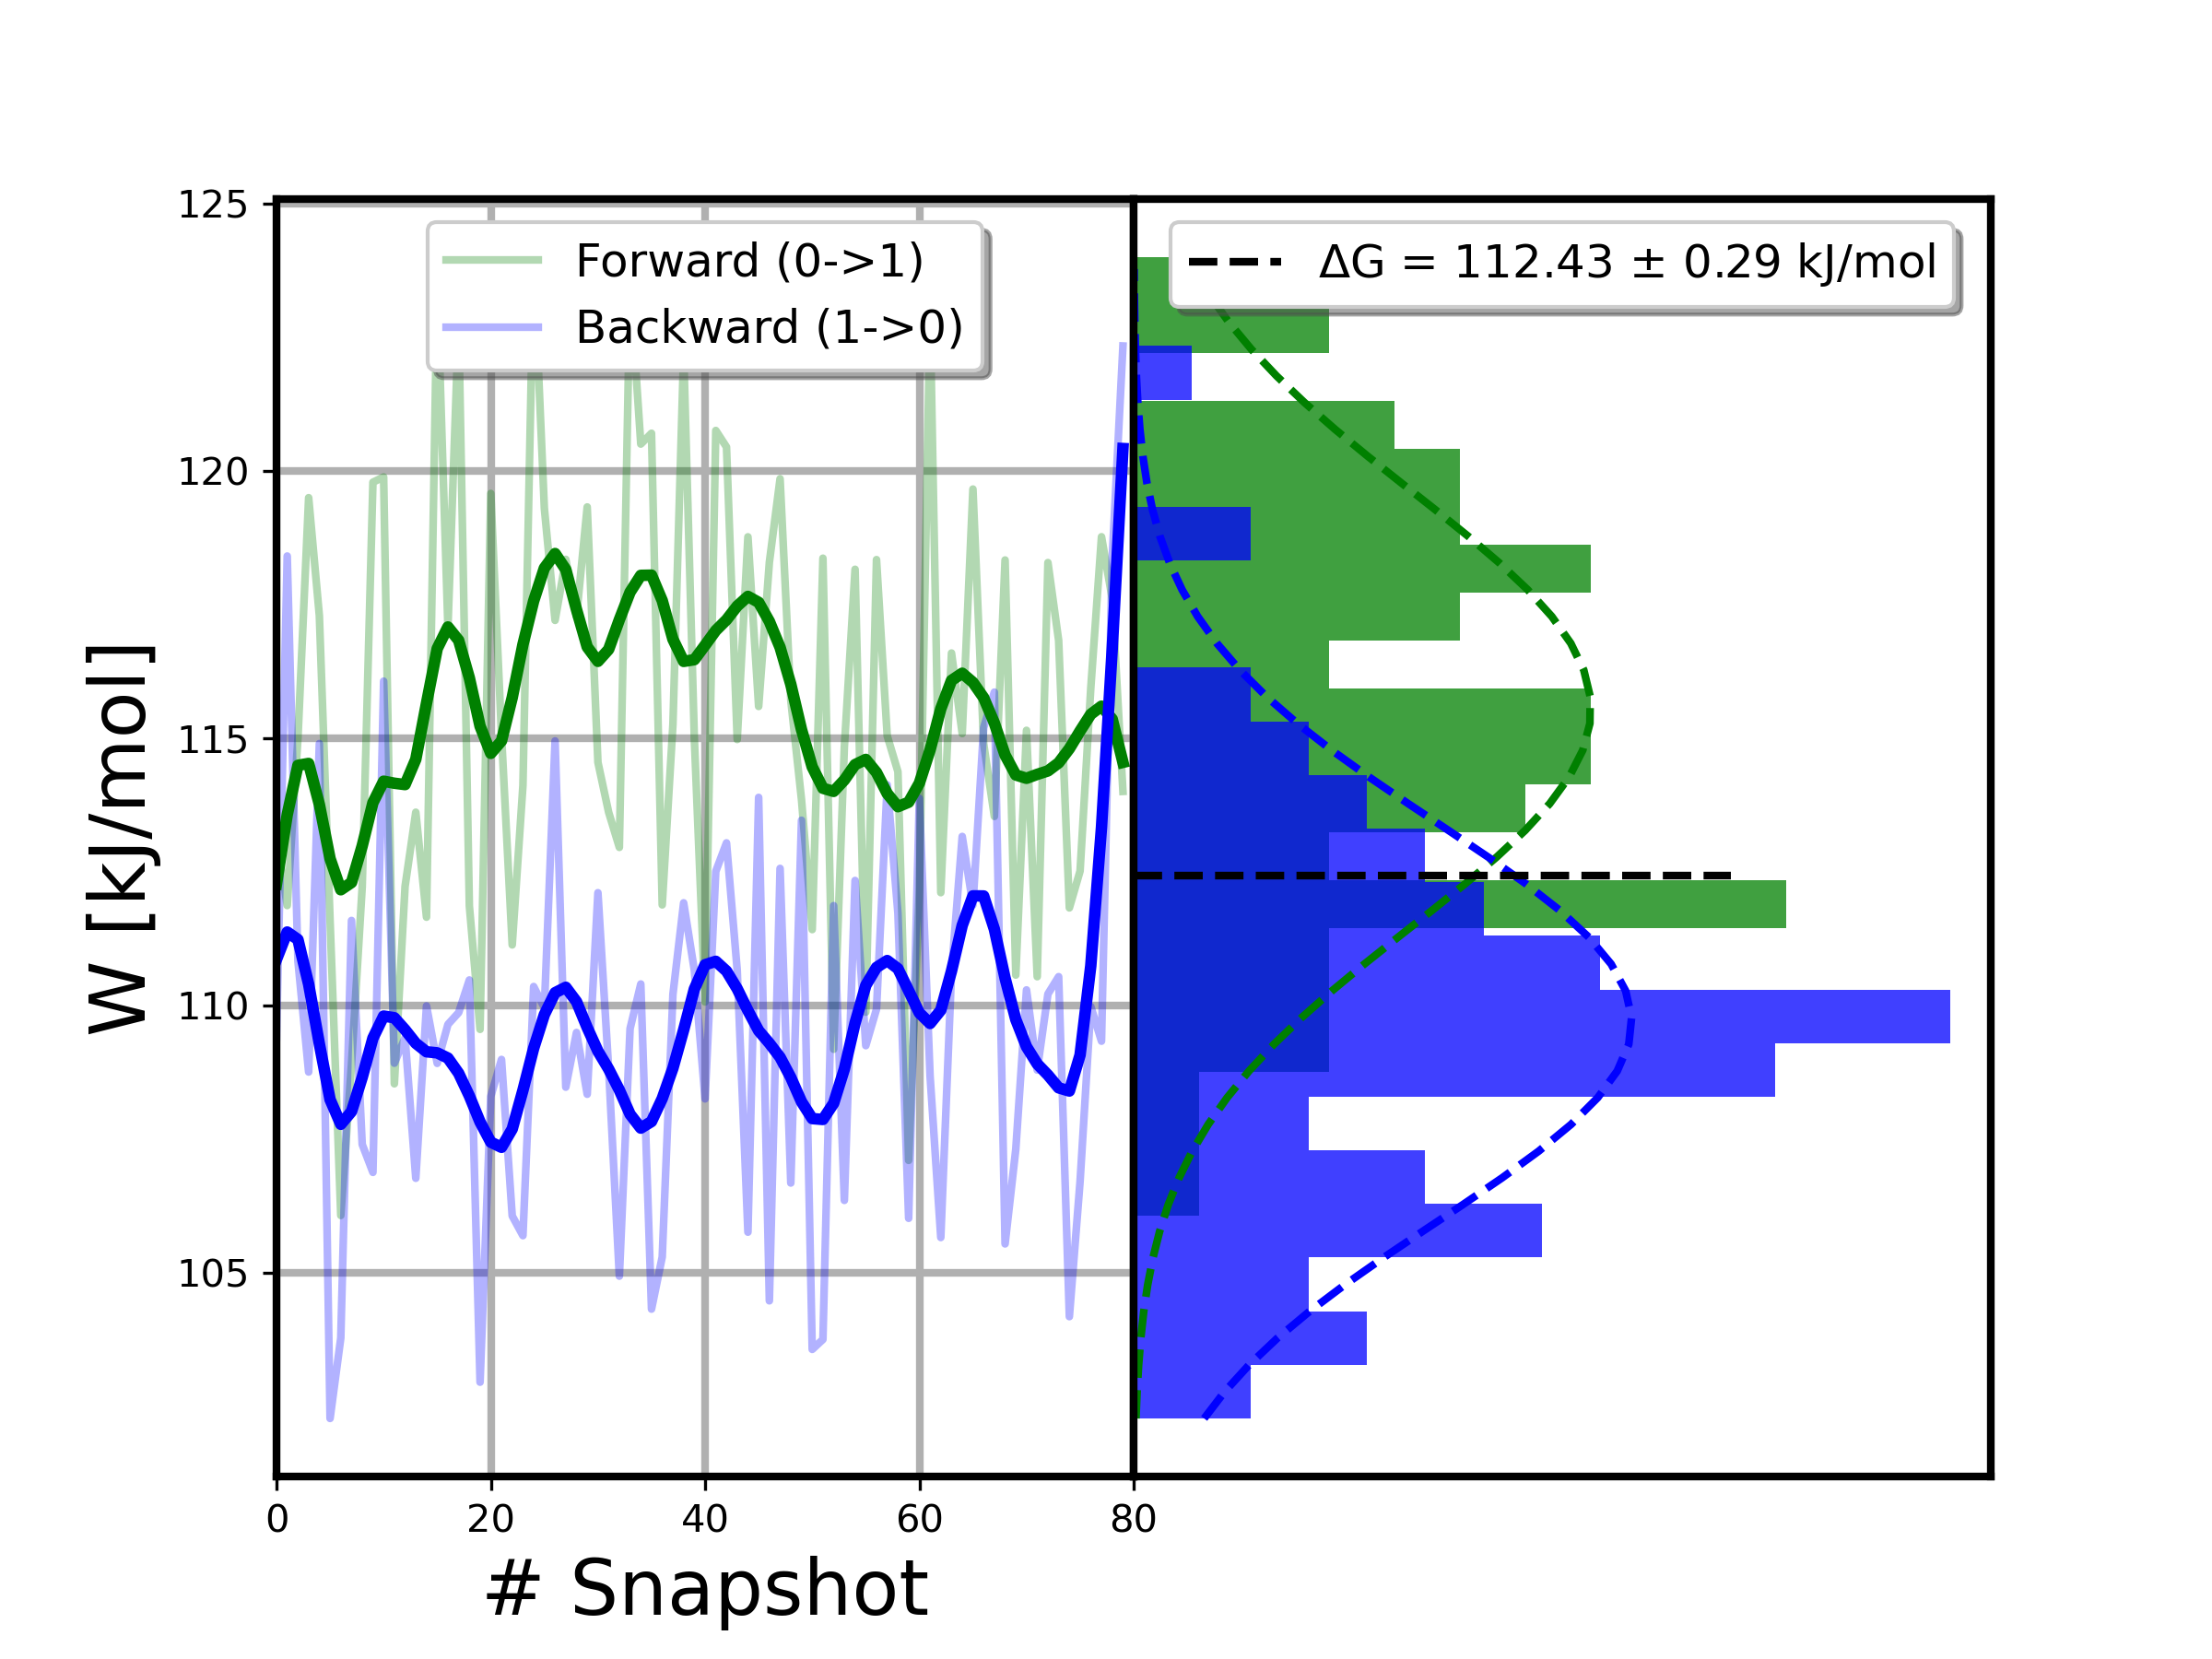 125
120
115
110
105
W [kJ/mol]
Forward (0->1)
Backward (1->0)
ΔG = 112.43 ± 0.29 kJ/mol
0 20 40 60 80
# Snapshot